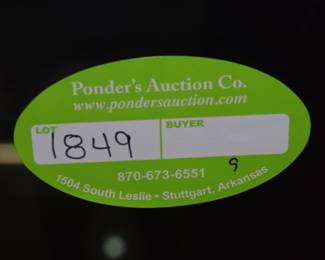 Ponder's Auction Co.
www.pondersauction.com
LOT BUYER
1849
870-673-6551
9
1504 South Leslie • Stuttgart, Arkansas